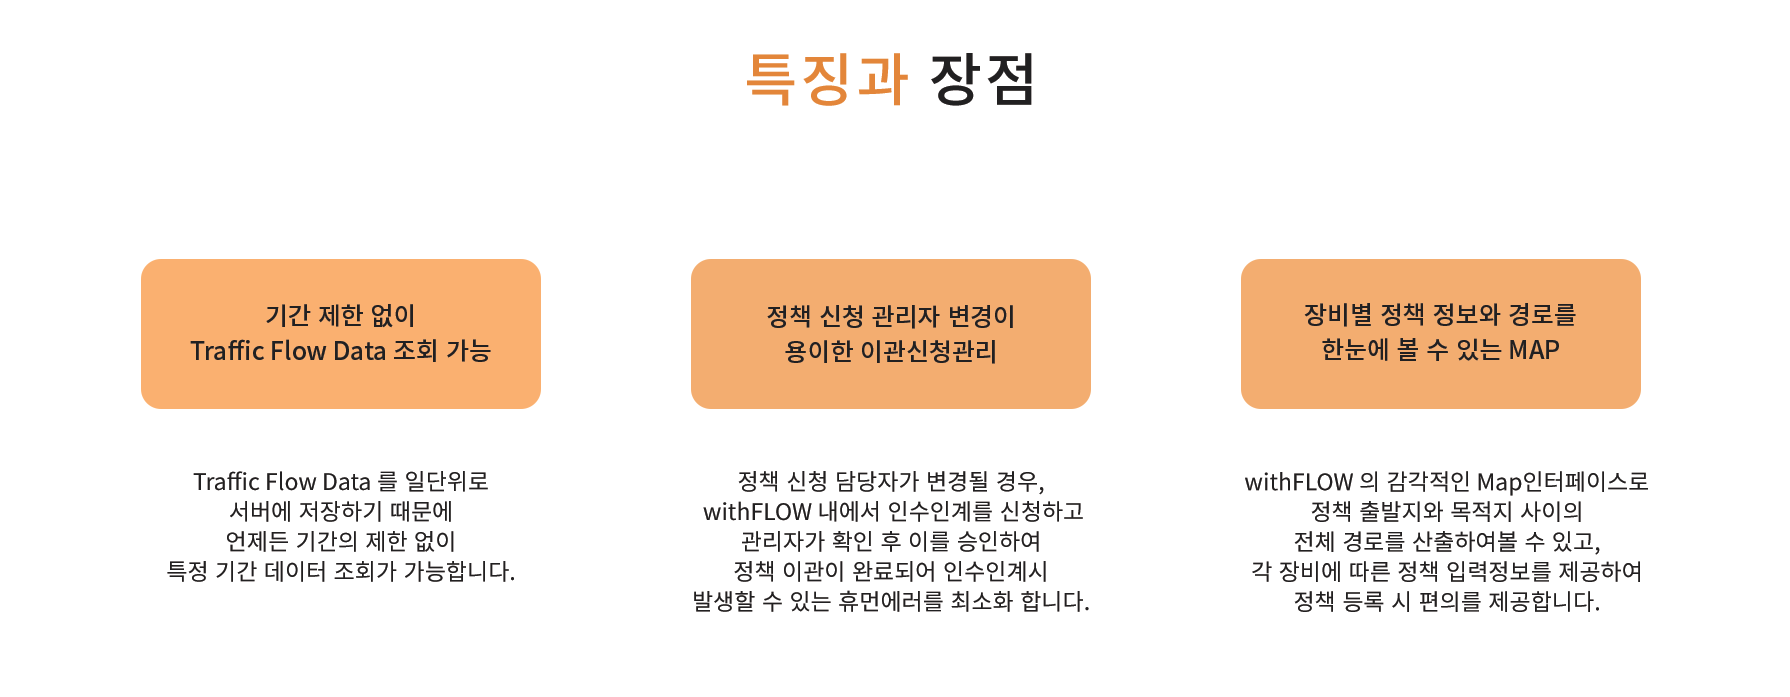 특징과 장점
기간 제한 없이
Traffic Flow Data 조회 가능
Traffic Flow Data 를 일단위로
서버에 저장하기 때문에
언제든 기간의 제한 없이
특정 기간 데이터 조회가 가능합니다.
정책 신청 관리자 변경이
용이한 이관신청관리
정책 신청 담당자가 변경될 경우,
withFLOW 내에서 인수인계를 신청하고
관리자가 확인 후 이를 승인하여
정책 이관이 완료되어 인수인계시
발생할 수 있는 휴먼에러를 최소화 합니다.
장비별 정책 정보와 경로를
한눈에 볼 수 있는 MAP
withFLOW 의 감각적인 Map인터페이스로
정책 출발지와 목적지 사이의
전체 경로를 산출하여볼 수 있고,
각 장비에 따른 정책 입력정보를 제공하여
정책 등록 시 편의를 제공합니다.